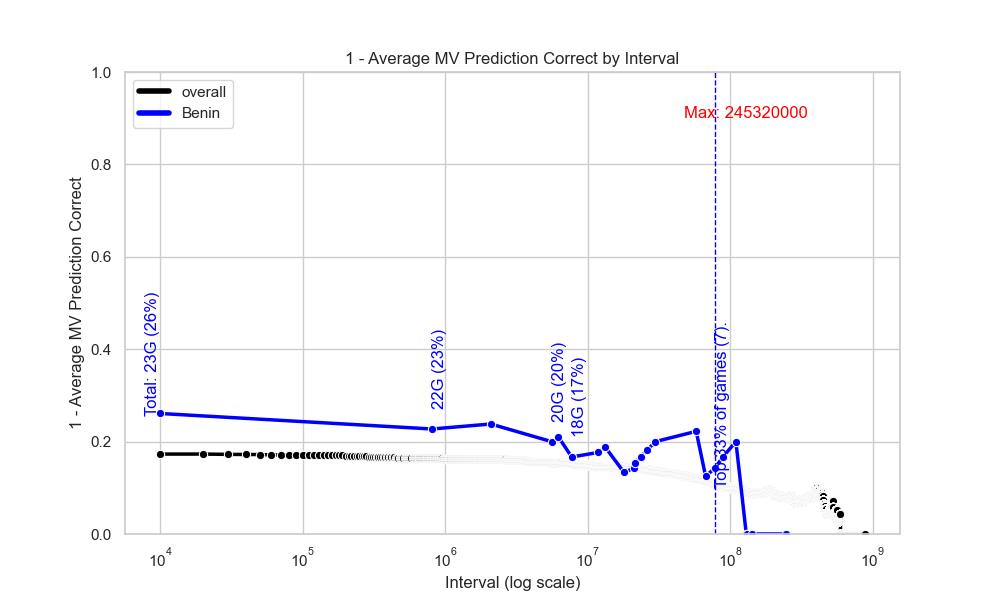 1 - Average MV Prediction Correct by Interval
overall
Benin
Max: 245320000
1 - Average MV Prediction Correct
1.0
0.8
0.6
0.4
0.2
0.0
Total: 23G (26%)
22G (23%)
20G (20%)
18G (17%)
Top 33% of games (7).
10^4
10^5
10^6
10^7
10^8
10^9
Interval (log scale)